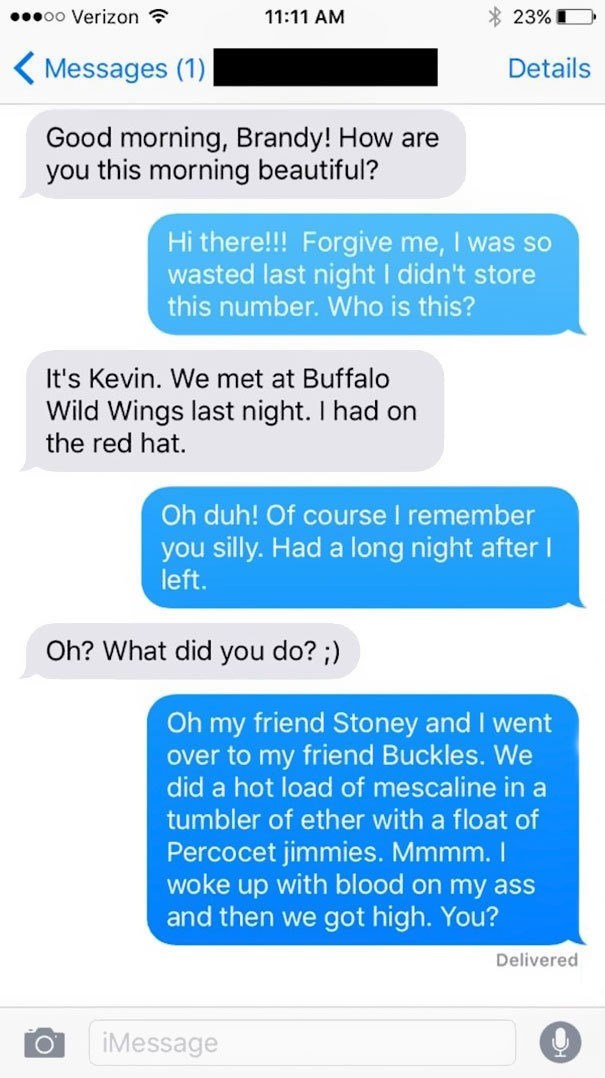 Verizon 11:11 AM 23%
Messages (1) Details
Good morning, Brandy! How are
you this morning beautiful?
Hi there!!! Forgive me, I was so
wasted last night I didn't store
this number. Who is this?
It's Kevin. We met at Buffalo
Wild Wings last night. I had on
the red hat.
Oh duh! Of course I remember
you silly. Had a long night after I
left.
Oh? What did you do? ;)
Oh my friend Stoney and I went
over to my friend Buckles. We
did a hot load of mescaline in a
tumbler of ether with a float of
Percocet jimmies. Mmmm. I
woke up with blood on my ass
and then we got high. You?
Delivered
iMessage